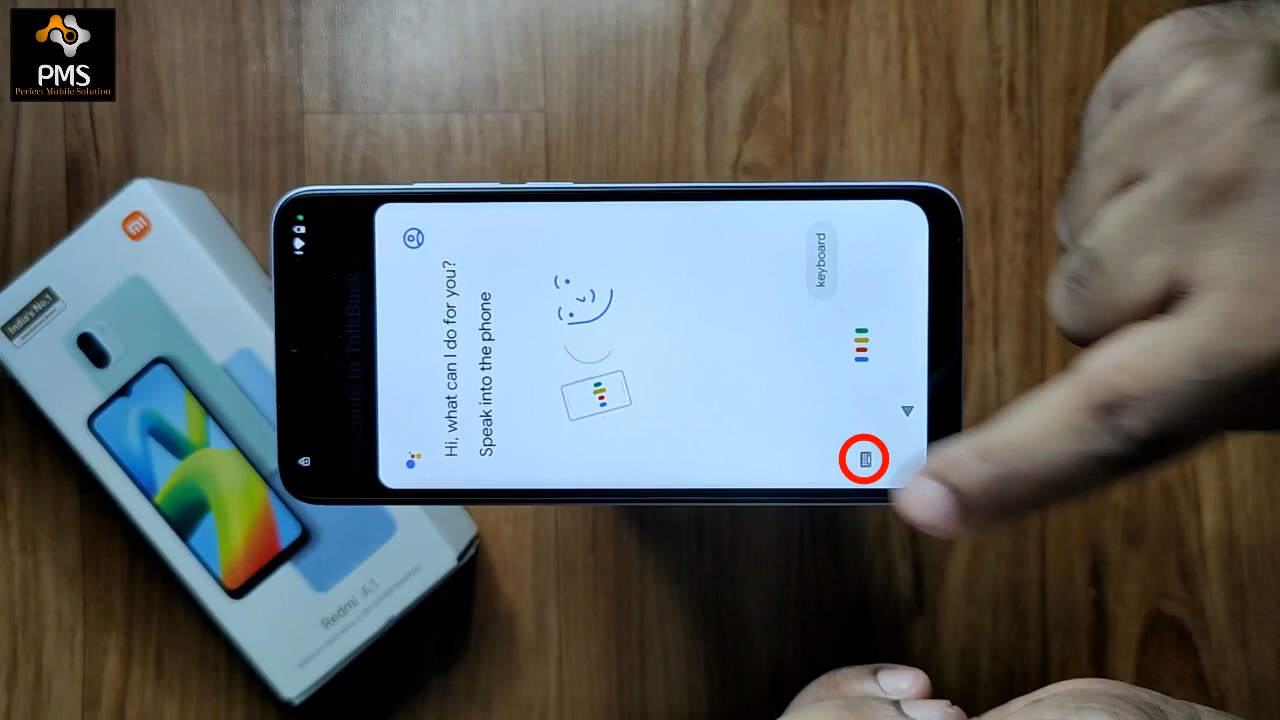 PMS
Perfect Mobile Solution
India's No.1
Redmi A1
Welcome to TalkBack
Hi, what can I do for you?
Speak into the phone
keyboard